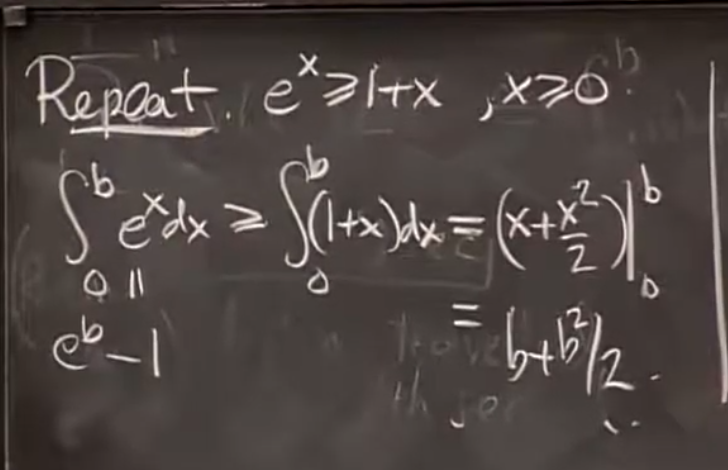 Repeat. e^x ≥ 1+x , x ≥ 0
∫_0^b e^x dx ≥ ∫_0^b (1+x)dx = (x+x^2/2)|_0^b
||
e^b - 1
= b+b^2/2.